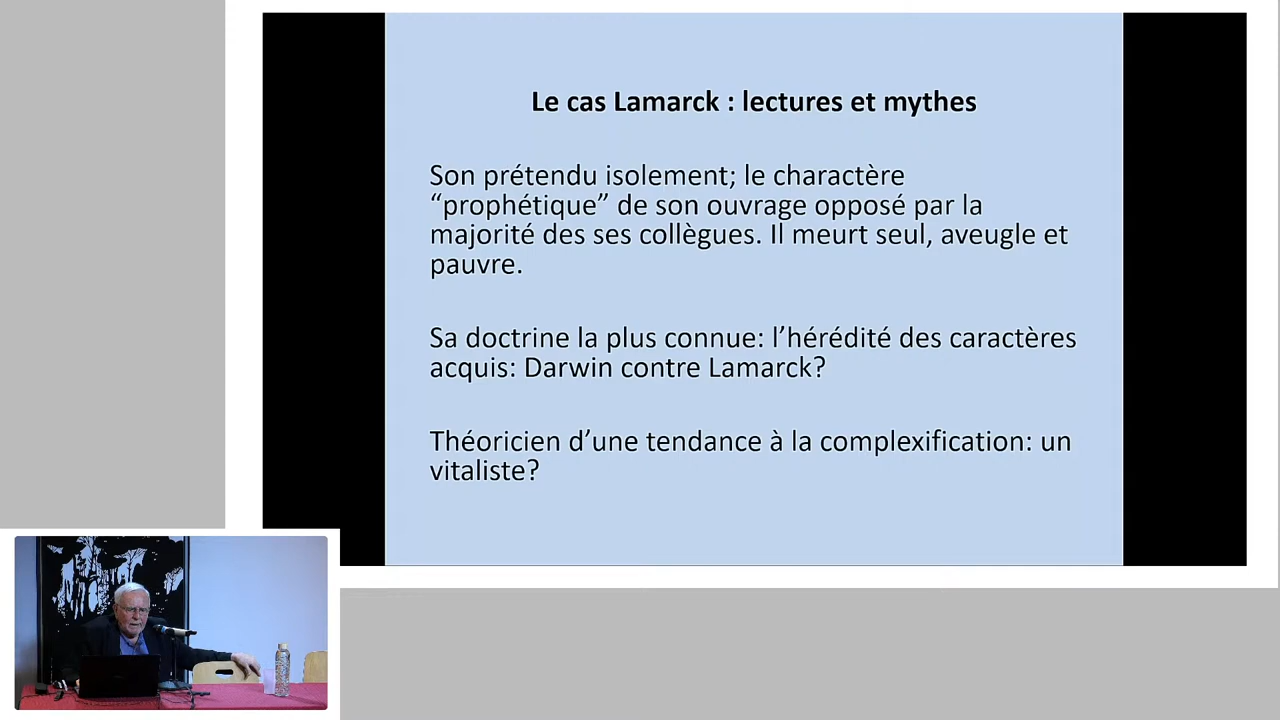 Le cas Lamarck : lectures et mythes
Son prétendu isolement; le charactère
“prophétique” de son ouvrage opposé par la
majorité des ses collègues. Il meurt seul, aveugle et
pauvre.
Sa doctrine la plus connue: l’hérédité des caractères
acquis: Darwin contre Lamarck?
Théoricien d’une tendance à la complexification: un
vitaliste?